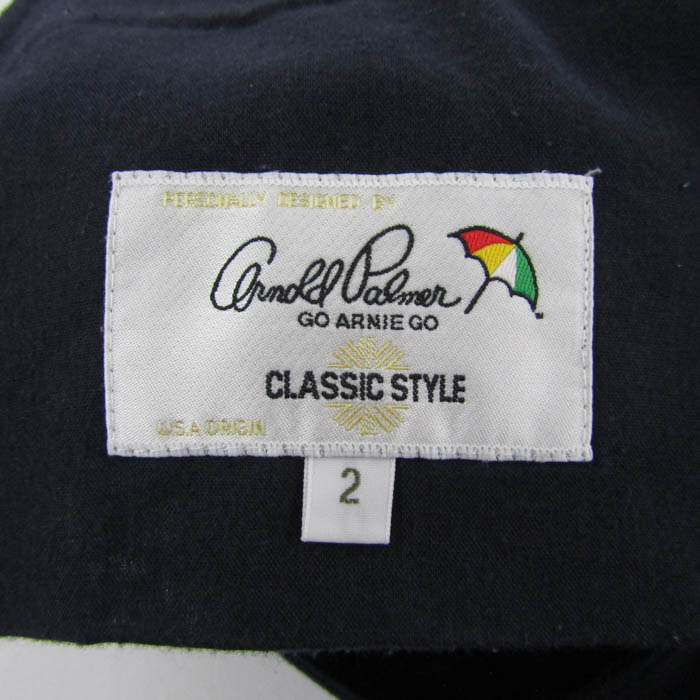 PERSONALLY DESIGNED BY
Arnold Palmer
GO ARNIE GO
CLASSIC STYLE
U.S.A ORIGIN
2